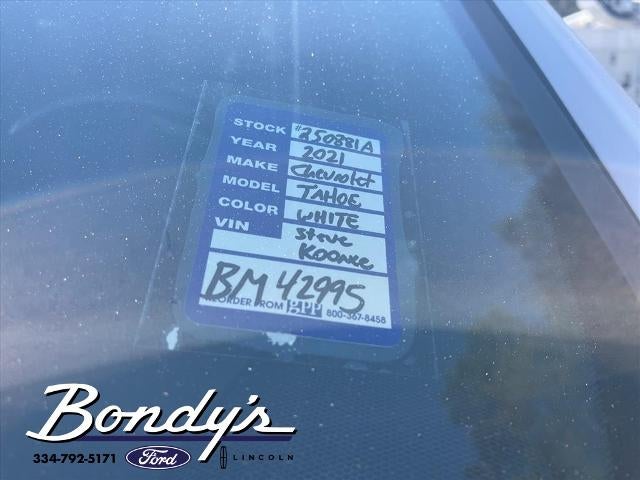 STOCK #250881A
YEAR 2021
MAKE Chevrolet
MODEL TAHOE
COLOR WHITE
VIN Steve
Koonce
BM 42995
REORDER FROM gpp 800-367-8458
Bondy's
334-792-5171 Ford LINCOLN